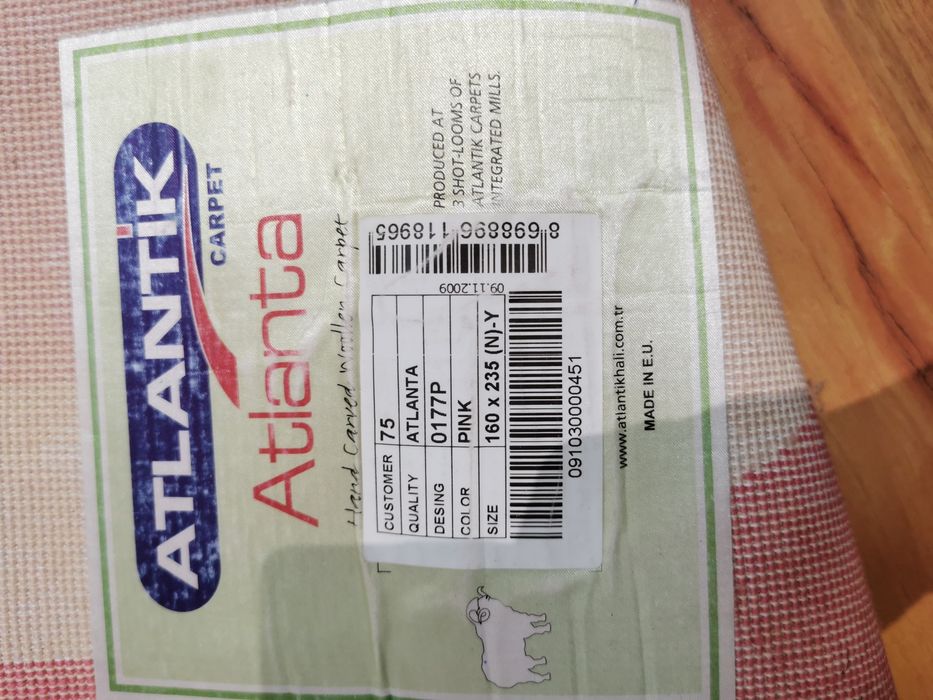 ATLANTİK
CARPET
Atlanta
Hand Carved Woollen Carpet
PRODUCED AT
3 SHOT-LOOMS OF
ATLANTIK CARPETS
INTEGRATED MILLS.
CUSTOMER 75
QUALITY ATLANTA
DESING 0177P
COLOR PINK
SIZE 160 x 235 (N)-Y
09.11.2009
8 698896 118965
091030000451
www.atlantikhali.com.tr
MADE IN E.U.